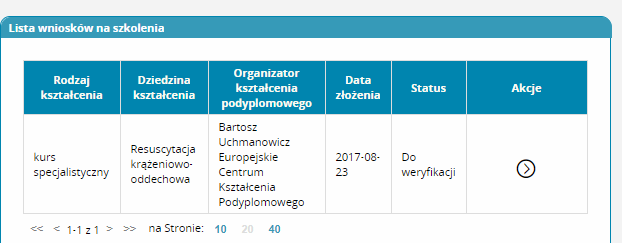 Lista wniosków na szkolenia
Rodzaj
kształcenia
Dziedzina
kształcenia
Organizator
kształcenia
podyplomowego
Data
złożenia
Status
Akcje
kurs
specjalistyczny
Resuscytacja
krążeniowo-
oddechowa
Bartosz
Uchmanowicz
Europejskie
Centrum
Kształcenia
Podyplomowego
2017-08-
23
Do
weryfikacji
<< < 1-1 z 1 > >> na Stronie: 10 20 40